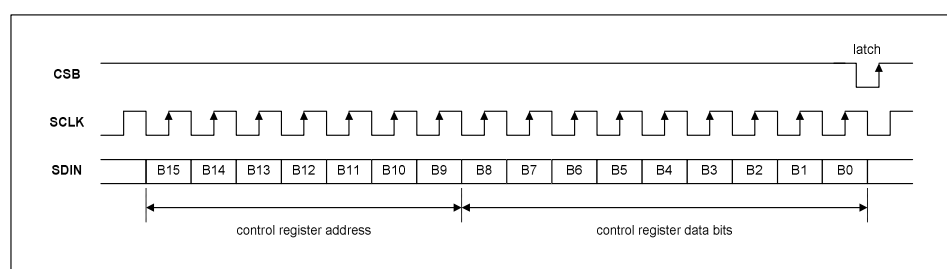 latch
CSB
SCLK
SDIN B15 B14 B13 B12 B11 B10 B9 B8 B7 B6 B5 B4 B3 B2 B1 B0
control register address control register data bits